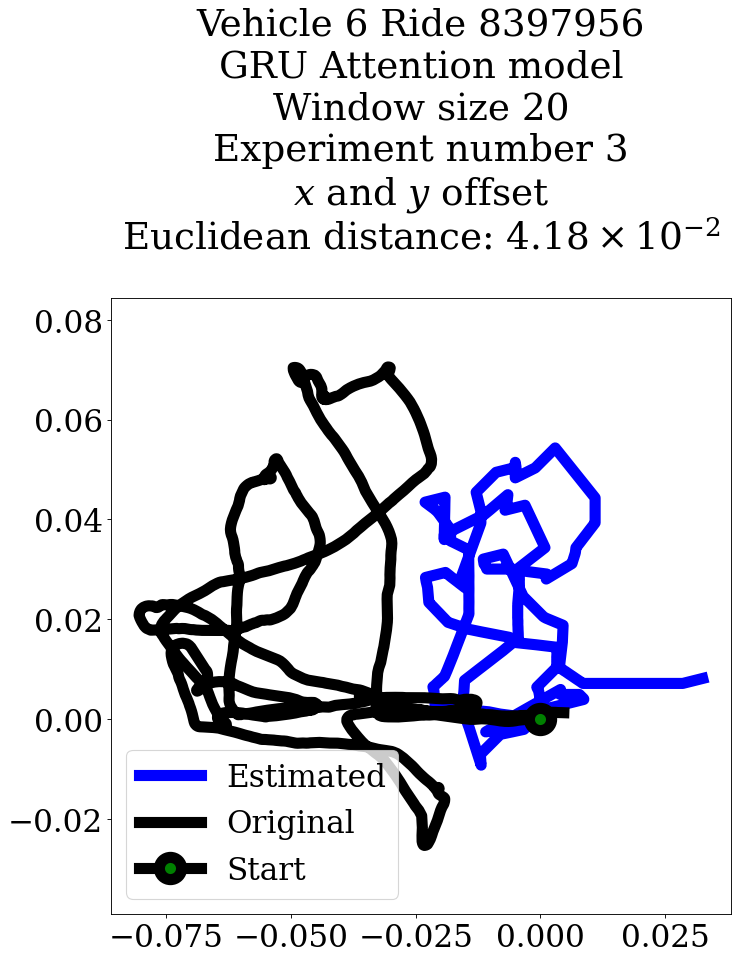 Vehicle 6 Ride 8397956
GRU Attention model
Window size 20
Experiment number 3
x and y offset
Euclidean distance: 4.18 × 10⁻²
0.08
0.06
0.04
0.02
0.00
−0.02
Estimated
Original
Start
−0.075 −0.050 −0.025 0.000 0.025